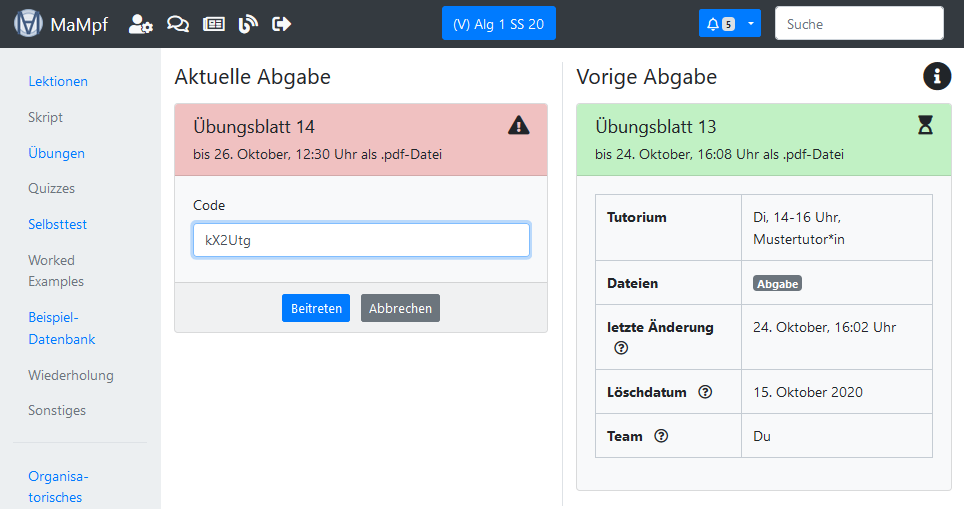 MaMpf
(V) Alg 1 SS 20
5
Suche
Lektionen
Skript
Übungen
Quizzes
Selbsttest
Worked
Examples
Beispiel-
Datenbank
Wiederholung
Sonstiges
Organisa-
torisches
Aktuelle Abgabe
Übungsblatt 14
bis 26. Oktober, 12:30 Uhr als .pdf-Datei
Code
kX2Utg
Beitreten
Abbrechen
Vorige Abgabe
Übungsblatt 13
bis 24. Oktober, 16:08 Uhr als .pdf-Datei
Tutorium
Di, 14-16 Uhr,
Mustertutor*in
Dateien
Abgabe
letzte Änderung
24. Oktober, 16:02 Uhr
Löschdatum
15. Oktober 2020
Team
Du